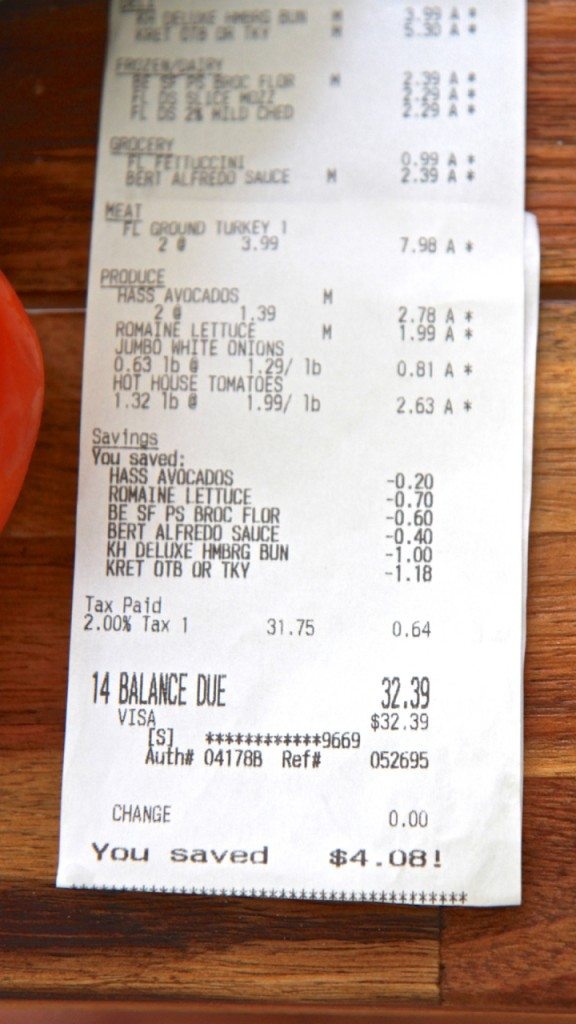 KH DELUXE HMBRG BUN M 3.99 A *
KRET OTB OR TKY M 5.30 A *
FROZEN/DAIRY
BE SF PS BROC FLOR M 2.39 A *
FL DS SLICE MOZZ 2.29 A *
FL DS 2% MILD CHED 2.29 A *
GROCERY
FL FETTUCCINI 0.99 A *
BERT ALFREDO SAUCE M 2.39 A *
MEAT
FL GROUND TURKEY 1
2 @ 3.99 7.98 A *
PRODUCE
HASS AVOCADOS M
2 @ 1.39 2.78 A *
ROMAINE LETTUCE M 1.99 A *
JUMBO WHITE ONIONS
0.63 lb @ 1.29/ lb 0.81 A *
HOT HOUSE TOMATOES
1.32 lb @ 1.99/ lb 2.63 A *
Savings
You saved:
HASS AVOCADOS -0.20
ROMAINE LETTUCE -0.70
BE SF PS BROC FLOR -0.60
BERT ALFREDO SAUCE -0.40
KH DELUXE HMBRG BUN -1.00
KRET OTB OR TKY -1.18
Tax Paid
2.00% Tax 1 31.75 0.64
14 BALANCE DUE 32.39
VISA $32.39
[S] ************9669
Auth# 04178B Ref# 052695
CHANGE 0.00
You saved $4.08!